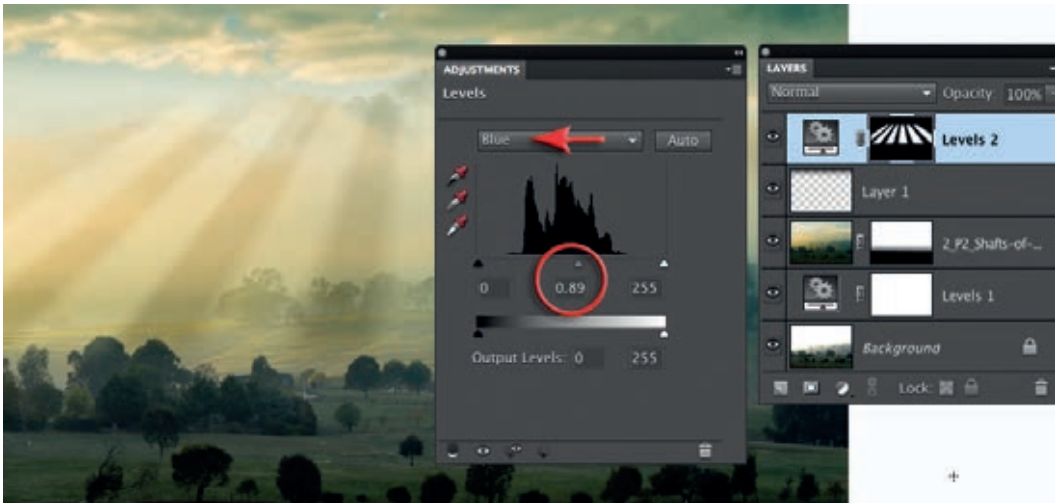 ADJUSTMENTS
Levels
Blue
Auto
0
0.89
255
Output Levels: 0
255
LAYERS
Normal
Opacity: 100%
Levels 2
Layer 1
2_P2_Shafts-of-...
Levels 1
Background
Lock: